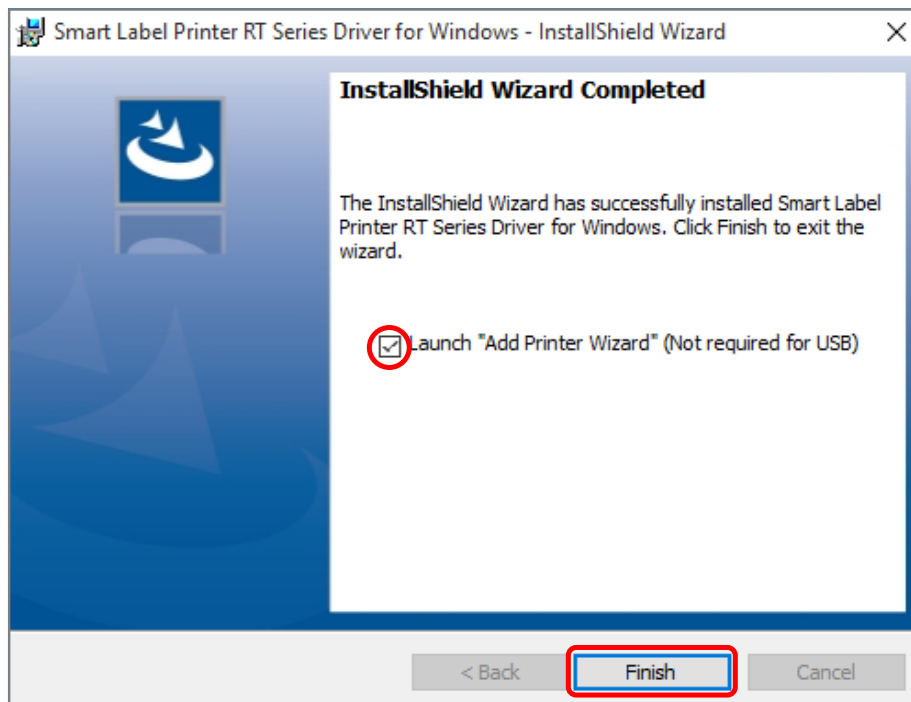 Smart Label Printer RT Series Driver for Windows - InstallShield Wizard
InstallShield Wizard Completed
The InstallShield Wizard has successfully installed Smart Label
Printer RT Series Driver for Windows. Click Finish to exit the
wizard.
Launch "Add Printer Wizard" (Not required for USB)
< Back Finish Cancel